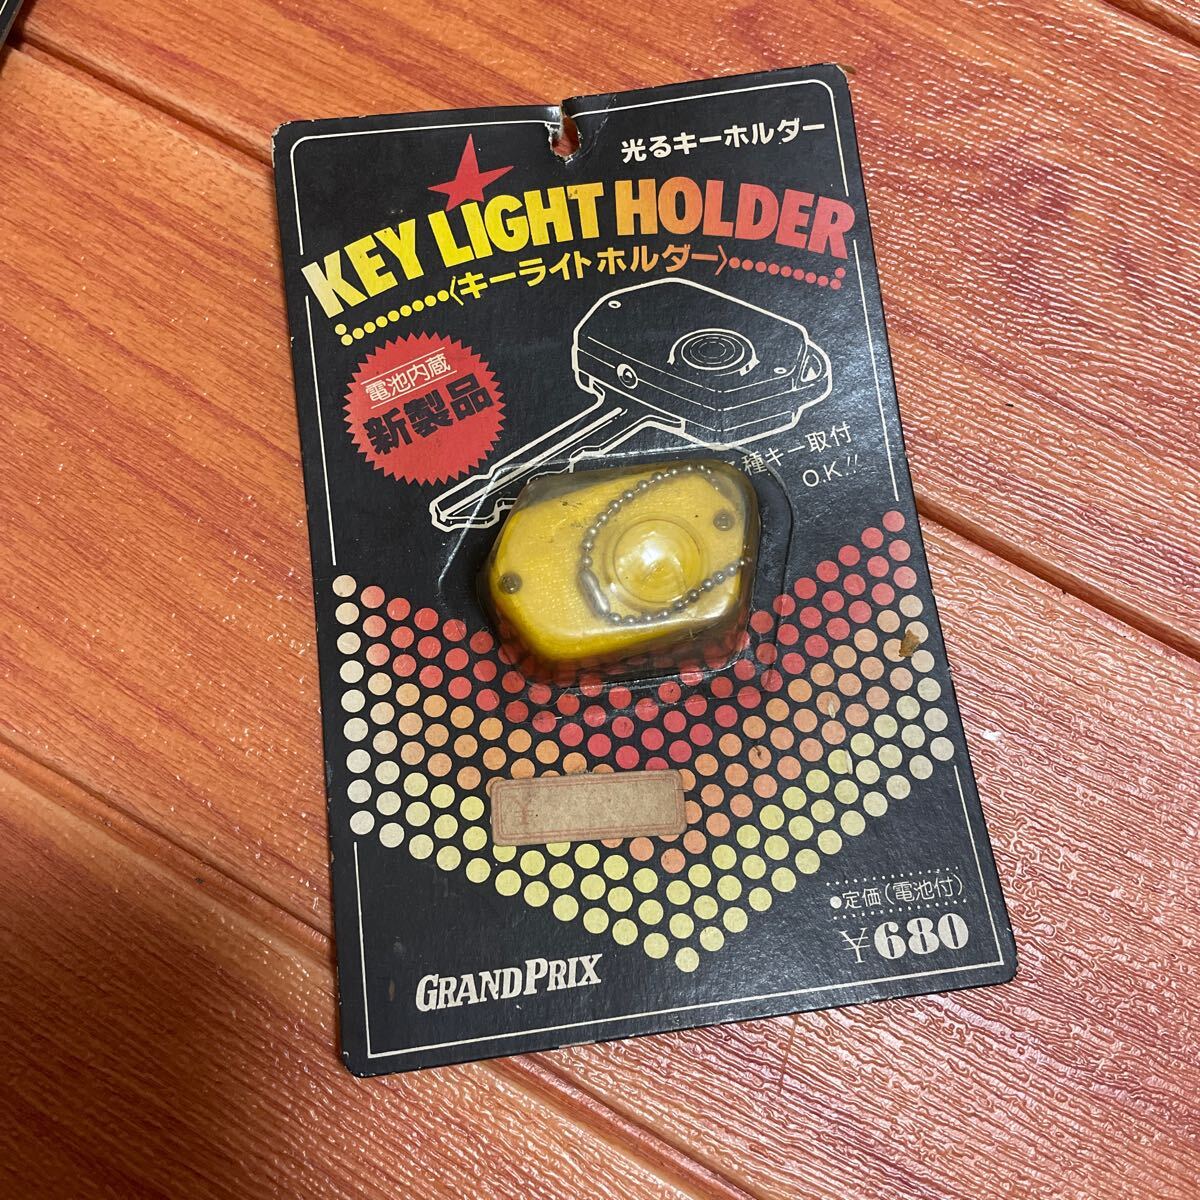 光るキーホルダー
KEY LIGHT HOLDER
〈キーライトホルダー〉
電池内蔵
新製品
種キー取付
O.K!!
¥
●定価(電池付)
¥680
GRANDPRIX